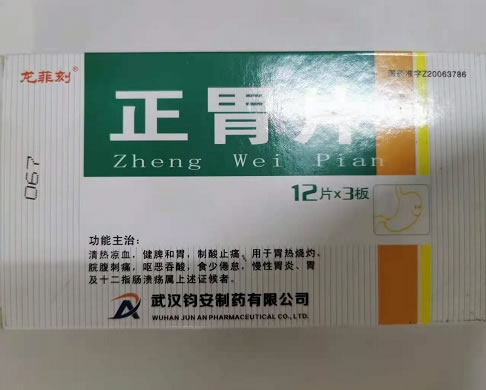 龙菲刻®
国药准字Z20063786
正胃片
Zheng Wei Pian
12片×3板
067
功能主治:
清热凉血,健脾和胃,制酸止痛,用于胃热烧灼、
脘腹刺痛,呕恶吞酸,食少倦怠,慢性胃炎、胃
及十二指肠溃疡属上述证候者。
武汉钧安制药有限公司
WUHAN JUN AN PHARMACEUTICAL CO., LTD.